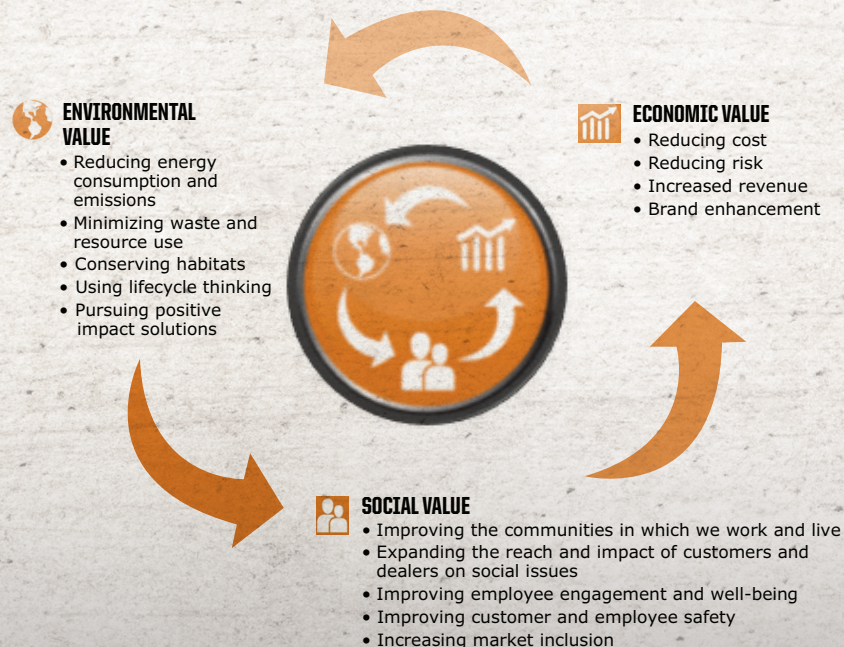 ENVIRONMENTAL
VALUE
• Reducing energy
consumption and
emissions
• Minimizing waste and
resource use
• Conserving habitats
• Using lifecycle thinking
• Pursuing positive
impact solutions
ECONOMIC VALUE
• Reducing cost
• Reducing risk
• Increased revenue
• Brand enhancement
SOCIAL VALUE
• Improving the communities in which we work and live
• Expanding the reach and impact of customers and
dealers on social issues
• Improving employee engagement and well-being
• Improving customer and employee safety
• Increasing market inclusion